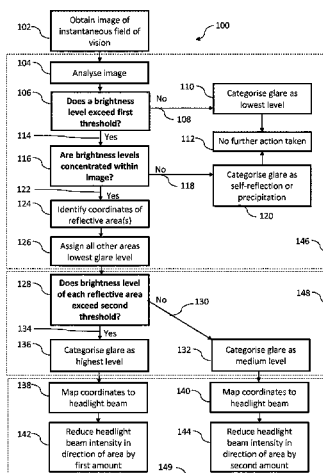 102
Obtain image of
instantaneous field of
vision
100
104
Analyse image
106
Does a brightness
level exceed first
threshold?
No
108
110
Categorise glare as
lowest level
114
Yes
112
No further action taken
116
Are brightness levels
concentrated within
image?
No
118
Categorise glare as
self-reflection or
precipitation
120
122
Yes
124
Identify coordinates of
reflective area(s)
146
126
Assign all other areas
lowest glare level
128
Does brightness level
of each reflective area
exceed second
threshold?
No
130
148
134
Yes
136
Categorise glare as
highest level
132
Categorise glare as
medium level
138
Map coordinates to
headlight beam
140
Map coordinates to
headlight beam
142
Reduce headlight
beam intensity in
direction of area by
first amount
144
Reduce headlight
beam intensity in
direction of area by
second amount
149